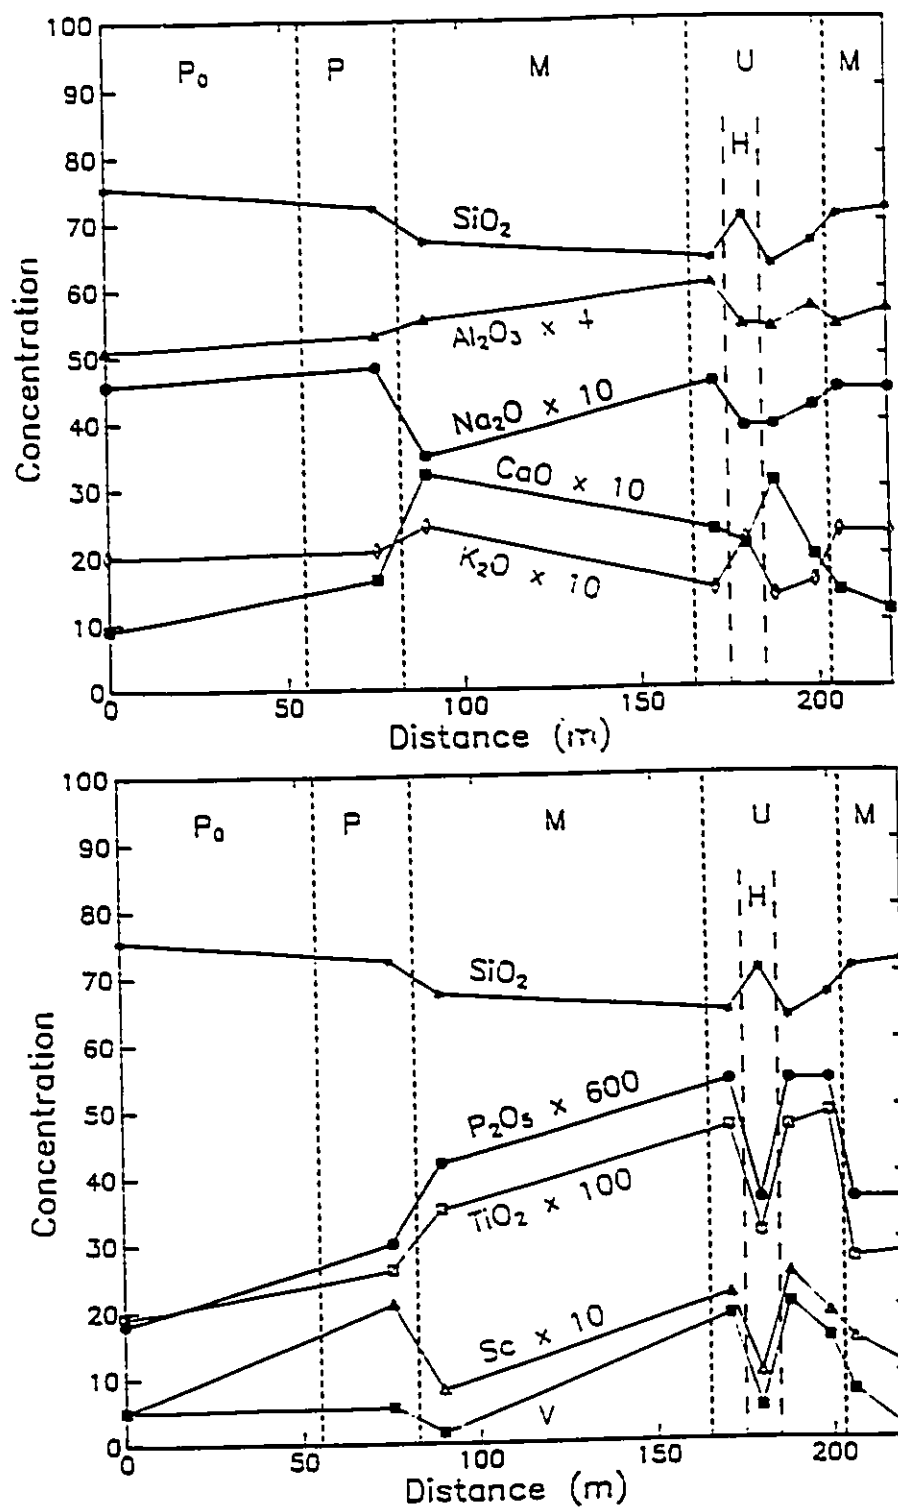 100
90
80
70
60
50
40
30
20
10
0
Concentration
Pa P M U M
H
SiO2
Al2O3 × 4
Na2O × 10
CaO × 10
K2O × 10
0 50 100 150 200
Distance (m)
100
90
80
70
60
50
40
30
20
10
0
Concentration
Pa P M U M
H
SiO2
P2O5 × 600
TiO2 × 100
Sc × 10
V
0 50 100 150 200
Distance (m)